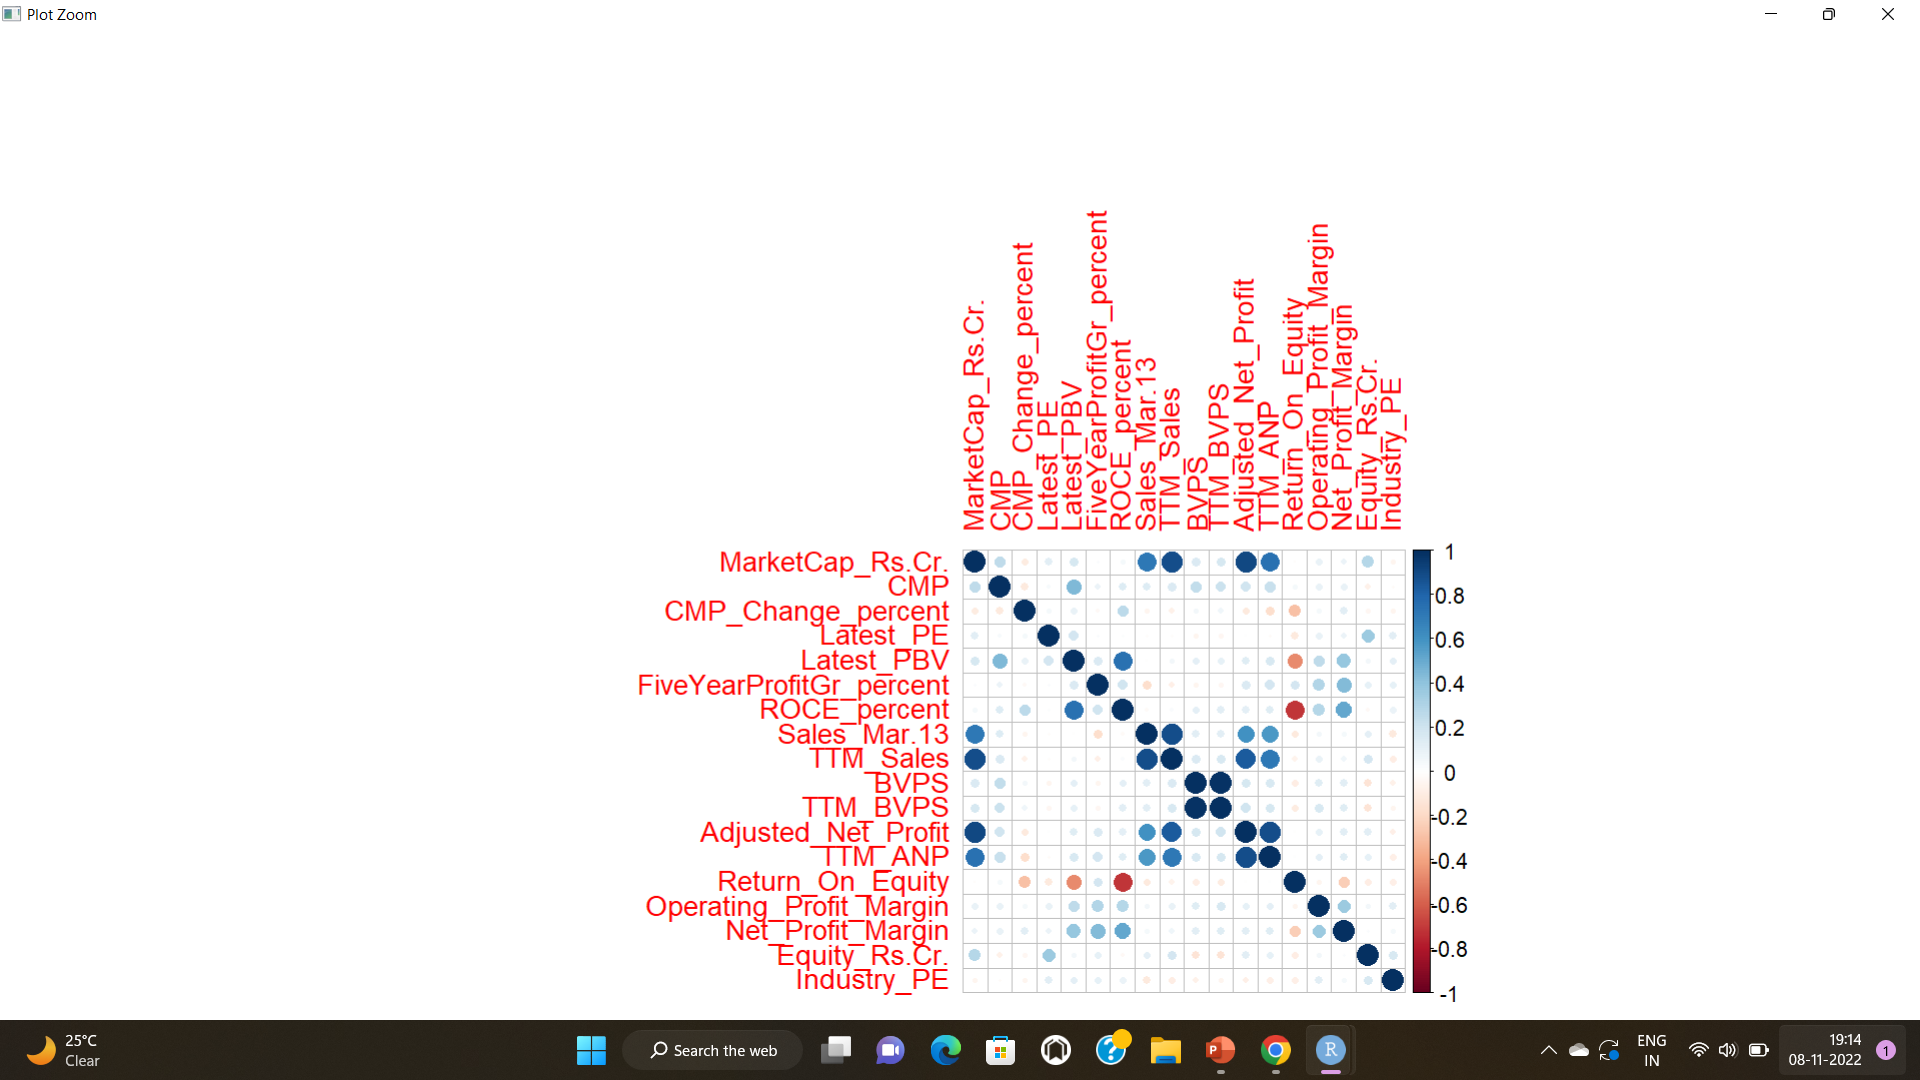 Plot Zoom
MarketCap_Rs.Cr.
CMP
CMP_Change_percent
Latest_PE
Latest_PBV
FiveYearProfitGr_percent
ROCE_percent
Sales_Mar.13
TTM_Sales
BVPS
TTM_BVPS
Adjusted_Net_Profit
TTM_ANP
Return_On_Equity
Operating_Profit_Margin
Net_Profit_Margin
Equity_Rs.Cr.
Industry_PE
MarketCap_Rs.Cr.
CMP
CMP_Change_percent
Latest_PE
Latest_PBV
FiveYearProfitGr_percent
ROCE_percent
Sales_Mar.13
TTM_Sales
BVPS
TTM_BVPS
Adjusted_Net_Profit
TTM_ANP
Return_On_Equity
Operating_Profit_Margin
Net_Profit_Margin
Equity_Rs.Cr.
Industry_PE
1
0.8
0.6
0.4
0.2
0
-0.2
-0.4
-0.6
-0.8
-1
25°C
Clear
Search the web
P
R
ENG
IN
19:14
08-11-2022
1